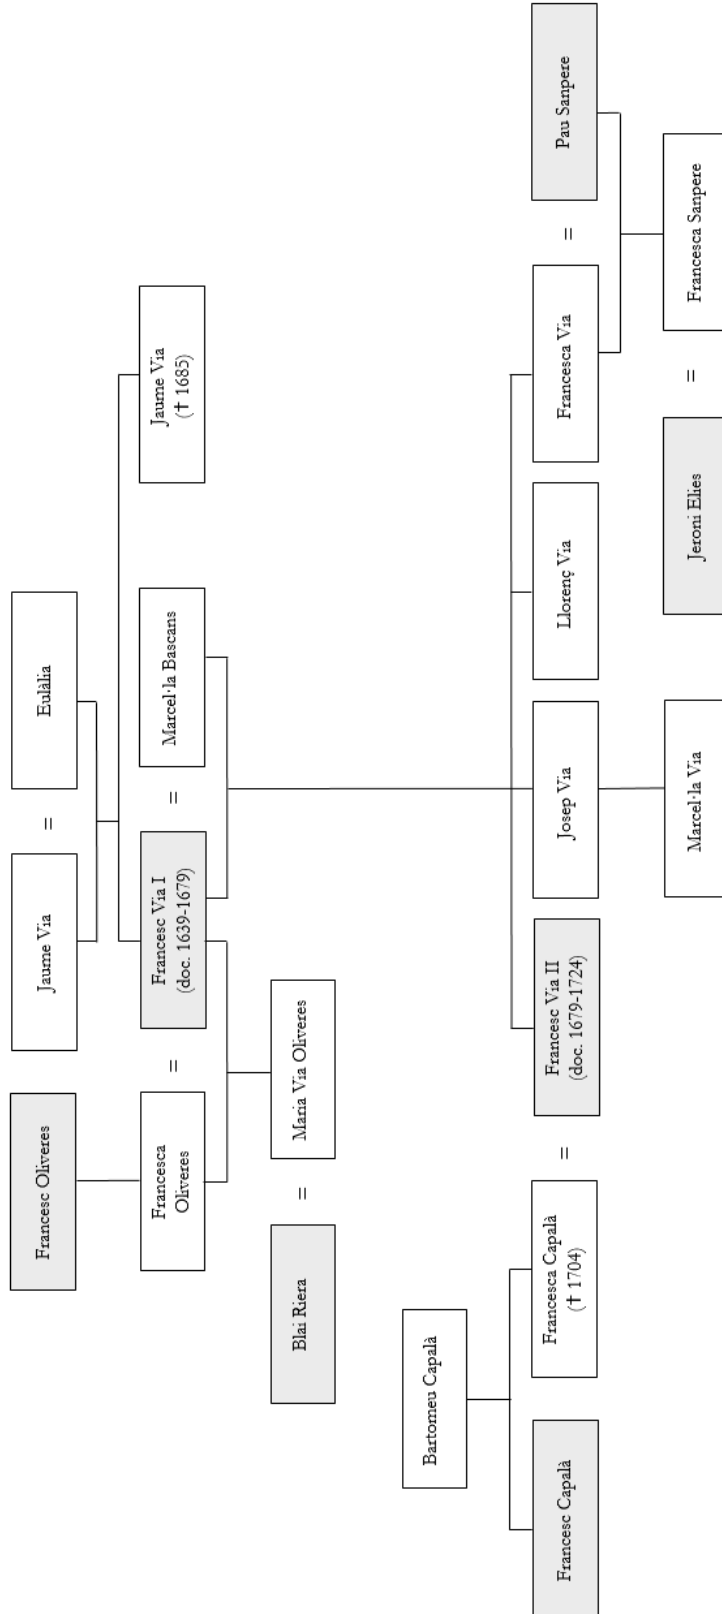 Francesc Oliveres
Jaume Via
=
Eulàlia
Francesca
Oliveres
=
Francesc Via I
(doc. 1639-1679)
=
Marcel·la Bascans
Jaume Via
(† 1685)
Blai Riera
=
Maria Via Oliveres
Bartomeu Capalà
Francesc Capalà
Francesca Capalà
(† 1704)
=
Francesc Via II
(doc. 1679-1724)
Josep Via
Llorenç Via
Francesca Via
=
Pau Sanpere
Marcel·la Via
Jeroni Elies
=
Francesca Sanpere